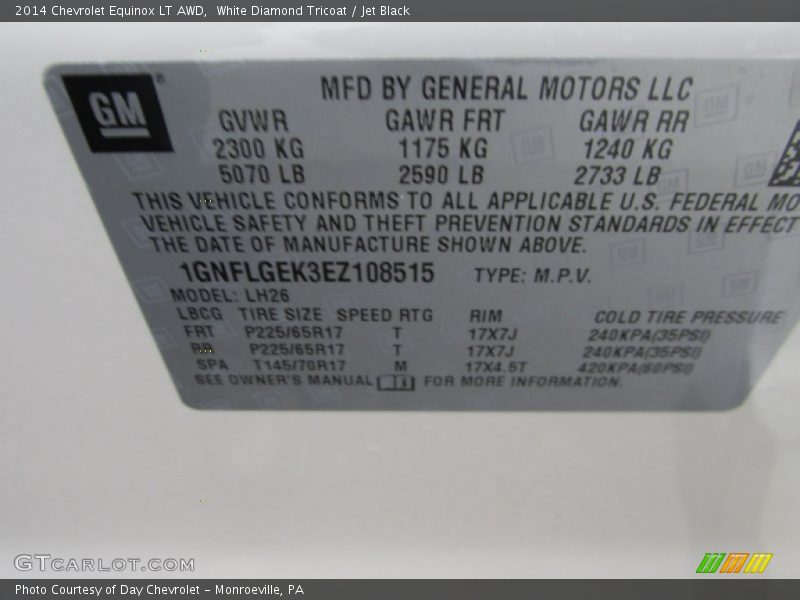 2014 Chevrolet Equinox LT AWD, White Diamond Tricoat / Jet Black
GM ®
MFD BY GENERAL MOTORS LLC
GVWR GAWR FRT GAWR RR
2300 KG 1175 KG 1240 KG
5070 LB 2590 LB 2733 LB
THIS VEHICLE CONFORMS TO ALL APPLICABLE U.S. FEDERAL MO
VEHICLE SAFETY AND THEFT PREVENTION STANDARDS IN EFFECT
THE DATE OF MANUFACTURE SHOWN ABOVE.
1GNFLGEK3EZ108515 TYPE: M.P.V.
MODEL: LH26
LBCG TIRE SIZE SPEED RTG RIM COLD TIRE PRESSURE
FRT P225/65R17 T 17X7J 240KPA(35PSI)
RR P225/65R17 T 17X7J 240KPA(35PSI)
SPA T145/70R17 M 17X4.5T 420KPA(60PSI)
SEE OWNER'S MANUAL FOR MORE INFORMATION.
GTCARLOT.COM
Photo Courtesy of Day Chevrolet – Monroeville, PA